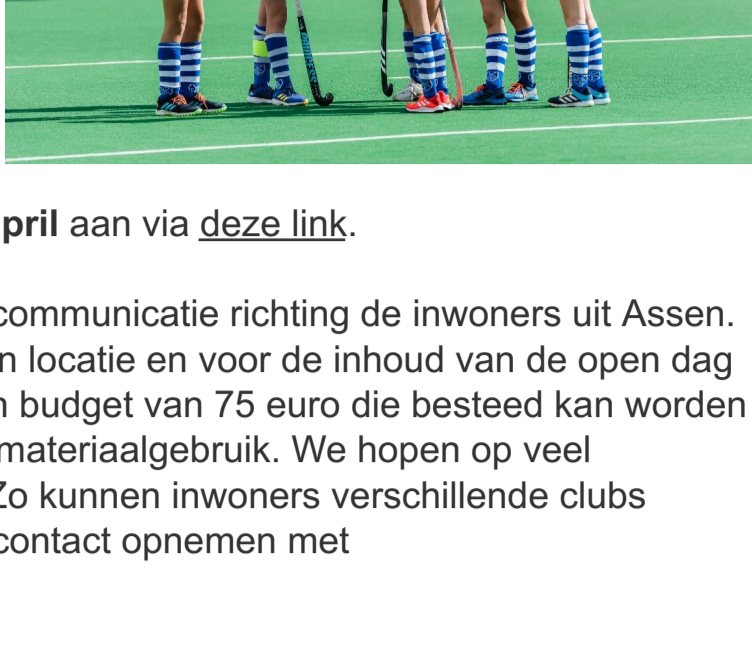 pril aan via deze link.
communicatie richting de inwoners uit Assen.
n locatie en voor de inhoud van de open dag
budget van 75 euro die besteed kan worden
materiaalgebruik. We hopen op veel
Zo kunnen inwoners verschillende clubs
contact opnemen met